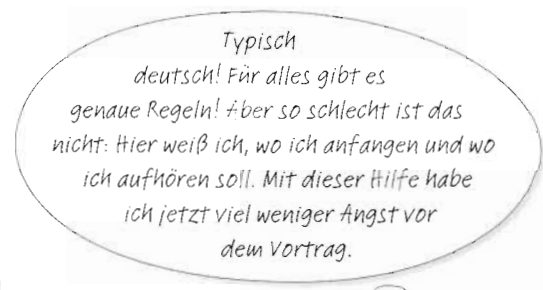 Typisch
deutsch! Für alles gibt es
genaue Regeln! Aber so schlecht ist das
nicht: Hier weiß ich, wo ich anfangen und wo
ich aufhören soll. Mit dieser Hilfe habe
ich jetzt viel weniger Angst vor
dem Vortrag.